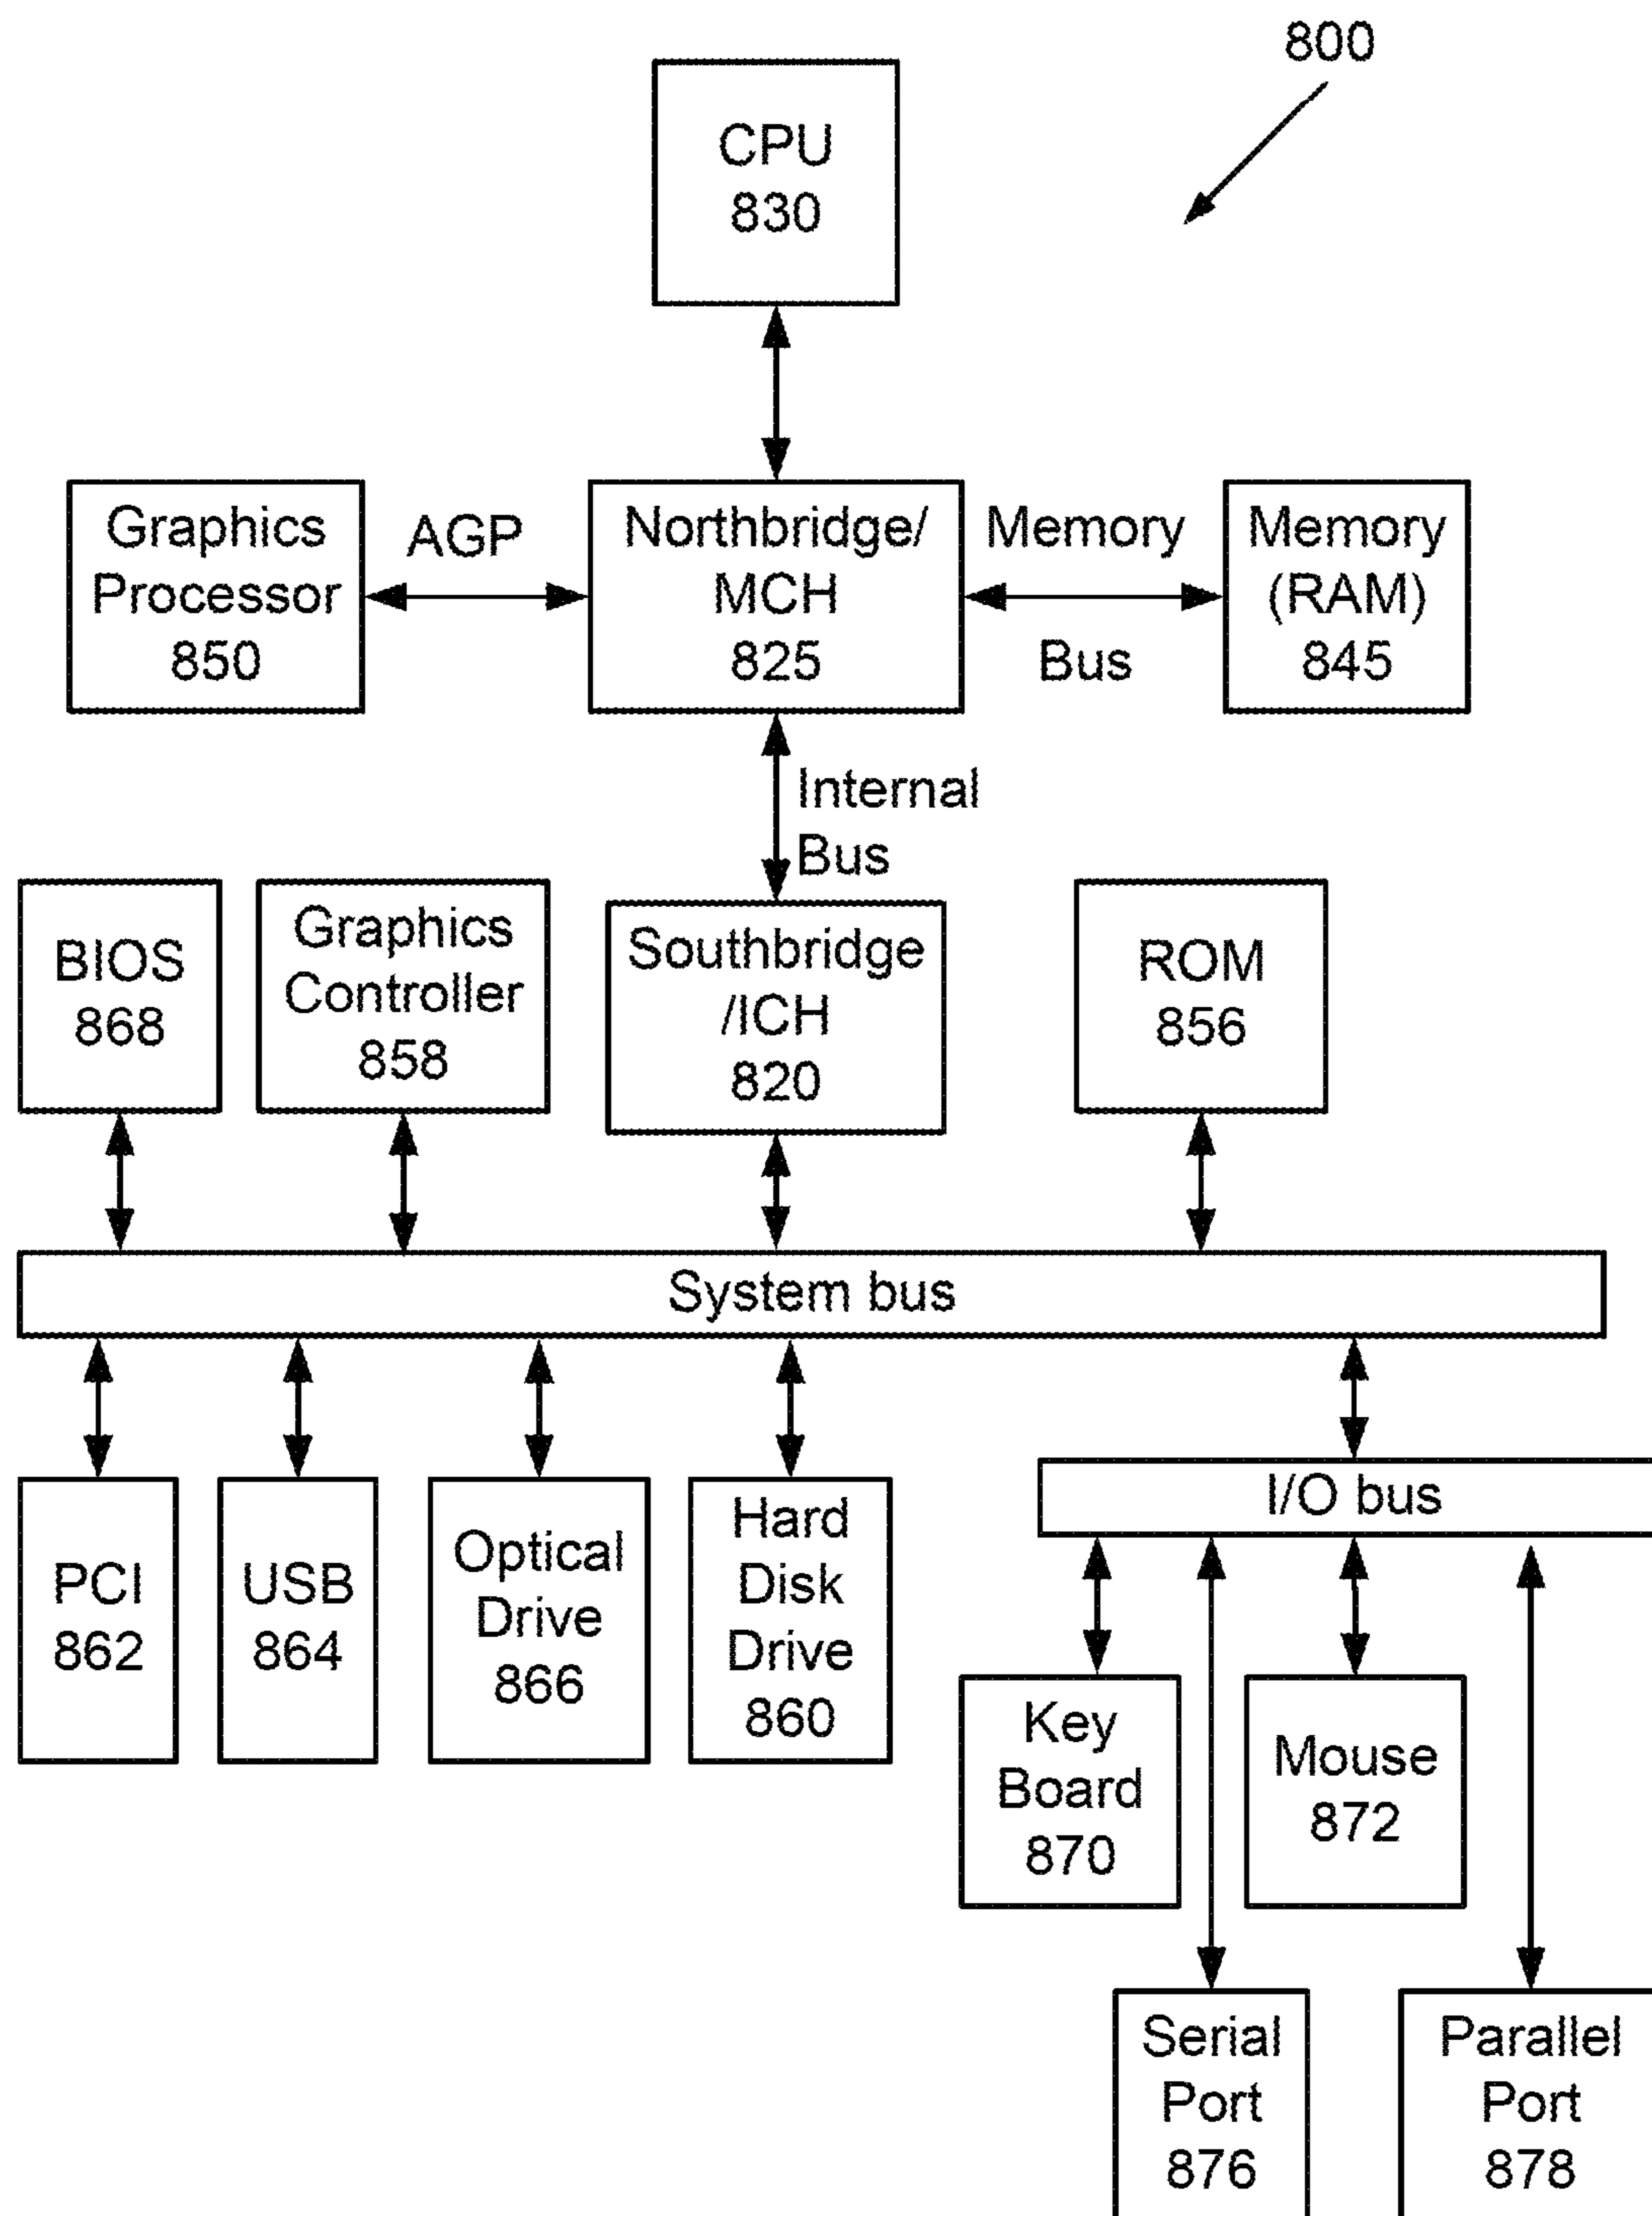 800
CPU
830
Graphics
Processor
850
AGP
Northbridge/
MCH
825
Memory
Bus
Memory
(RAM)
845
Internal
Bus
BIOS
868
Graphics
Controller
858
Southbridge
/ICH
820
ROM
856
System bus
PCI
862
USB
864
Optical
Drive
866
Hard
Disk
Drive
860
I/O bus
Key
Board
870
Mouse
872
Serial
Port
876
Parallel
Port
878